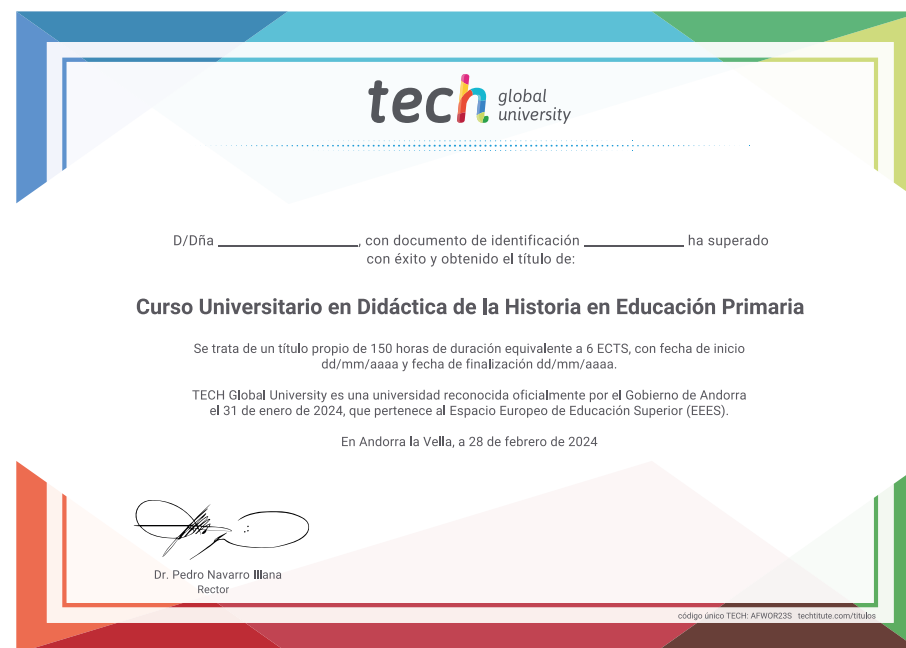 tech global university
D/Dña ______________, con documento de identificación __________ ha superado
con éxito y obtenido el título de:
Curso Universitario en Didáctica de la Historia en Educación Primaria
Se trata de un título propio de 150 horas de duración equivalente a 6 ECTS, con fecha de inicio
dd/mm/aaaa y fecha de finalización dd/mm/aaaa.
TECH Global University es una universidad reconocida oficialmente por el Gobierno de Andorra
el 31 de enero de 2024, que pertenece al Espacio Europeo de Educación Superior (EEES).
En Andorra la Vella, a 28 de febrero de 2024
Dr. Pedro Navarro Illana
Rector
código único TECH: AFWOR23S techtitute.com/titulos